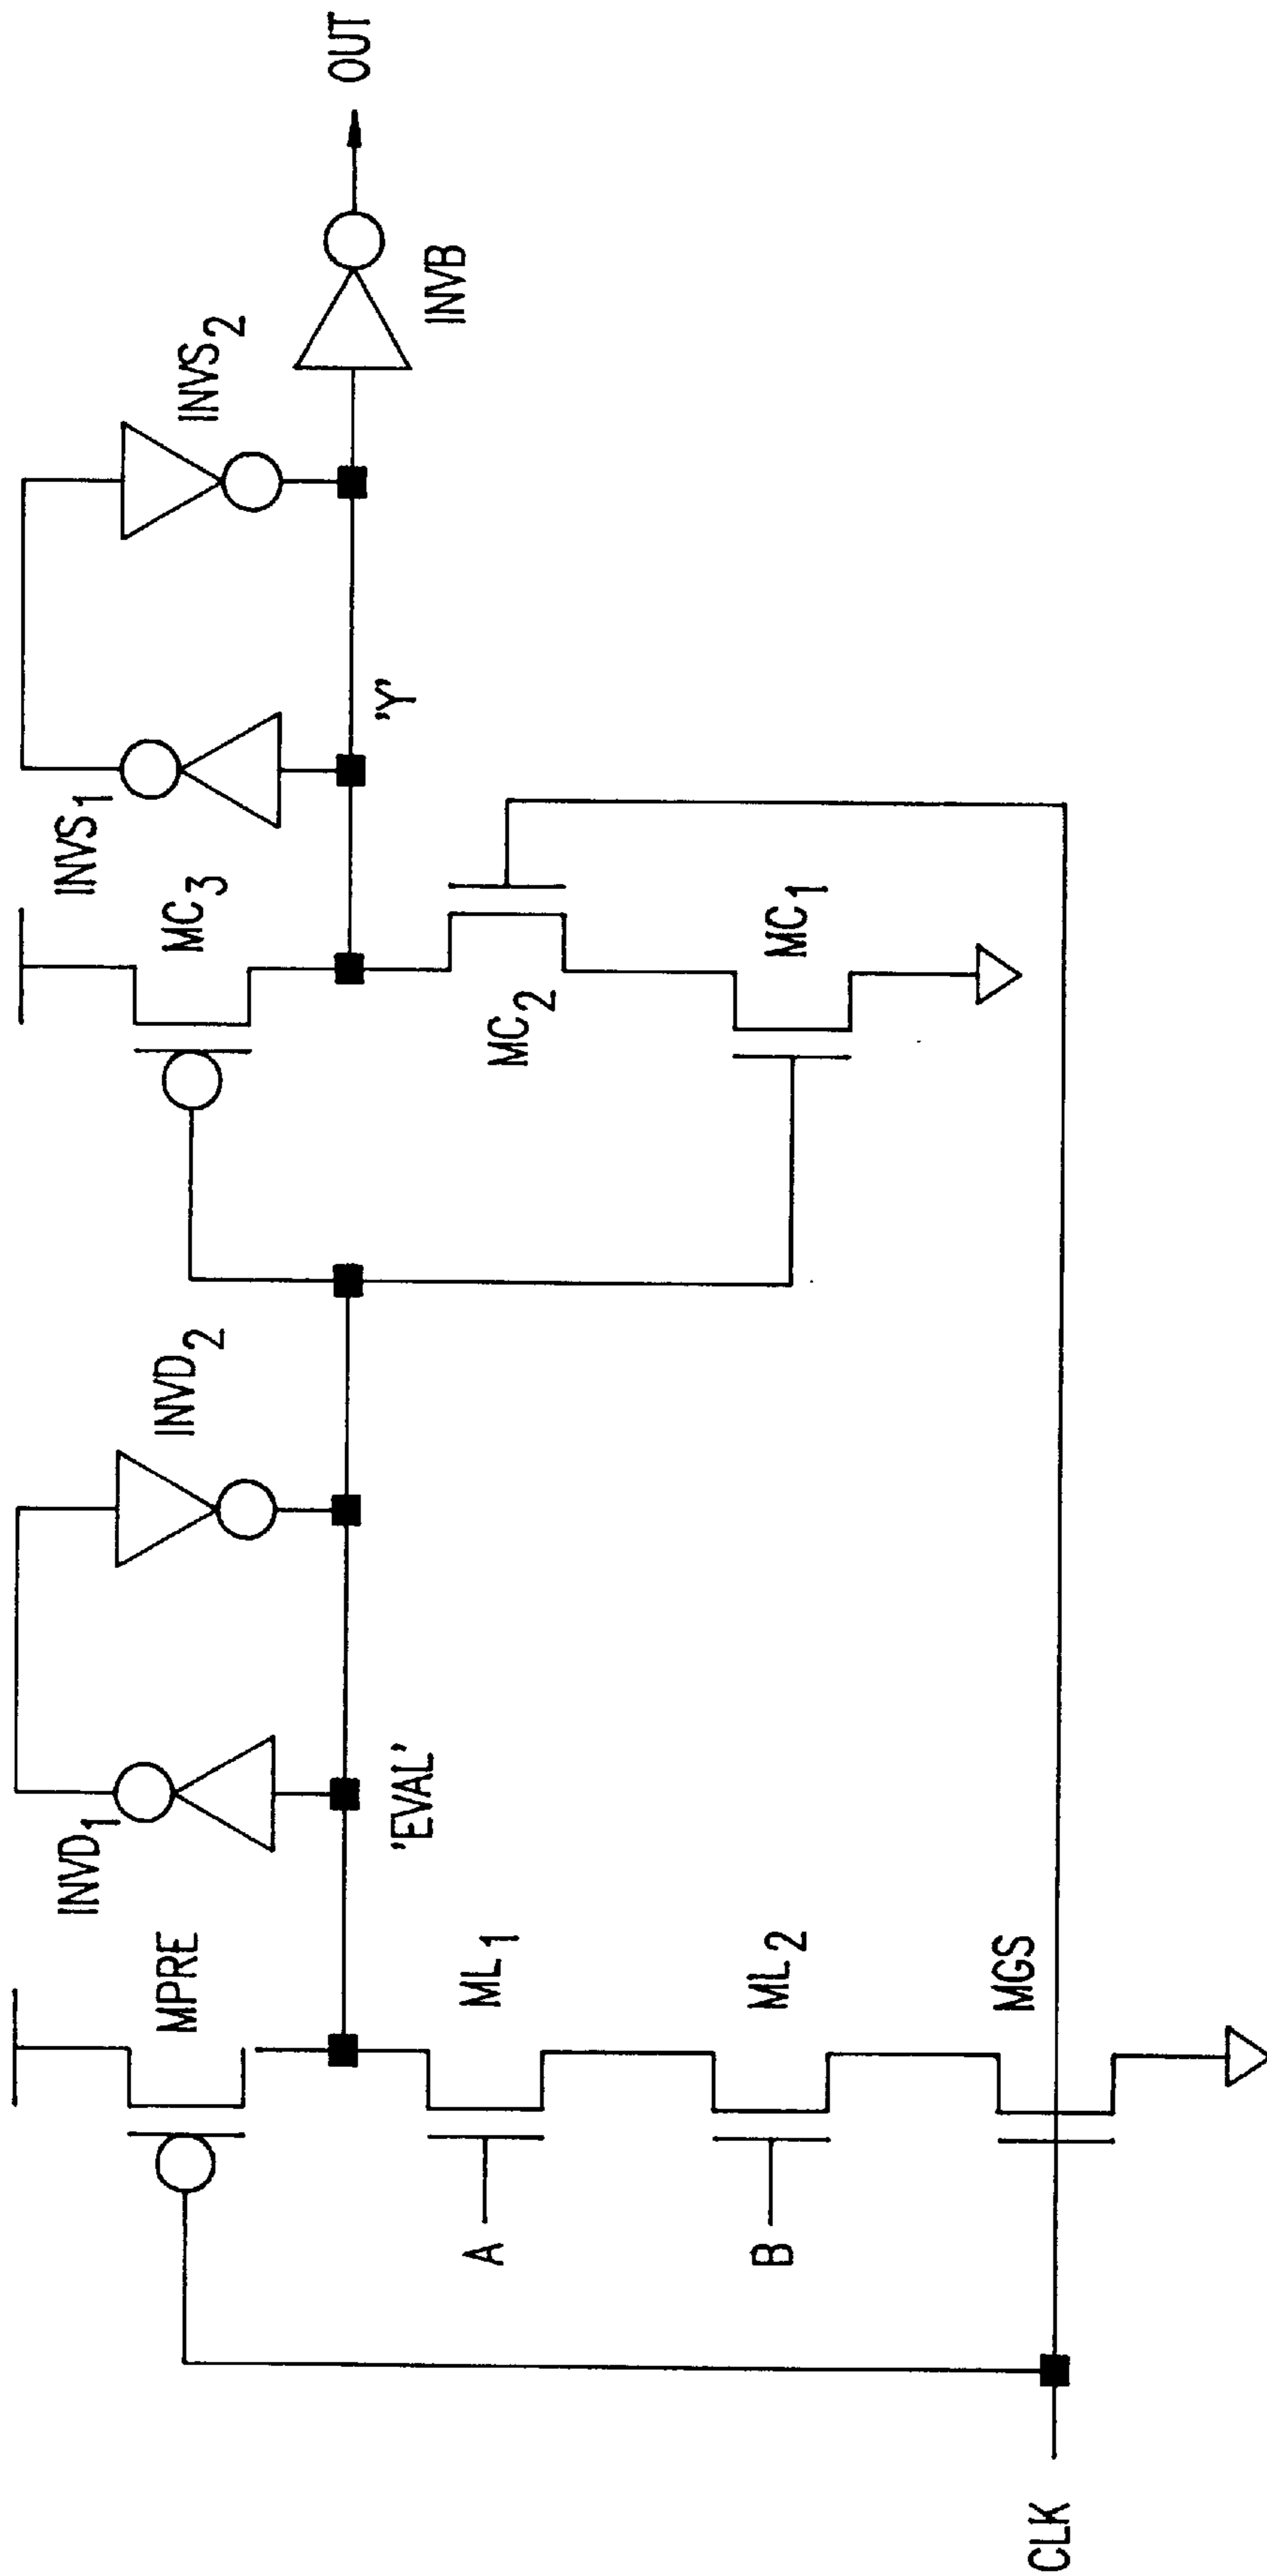 INVD₁
INVD₂
INVS₁
INVS₂
MPRE
MC₃
OUT
'EVAL'
'Y'
INVB
A
ML₁
MC₂
B
ML₂
MC₁
MGS
CLK